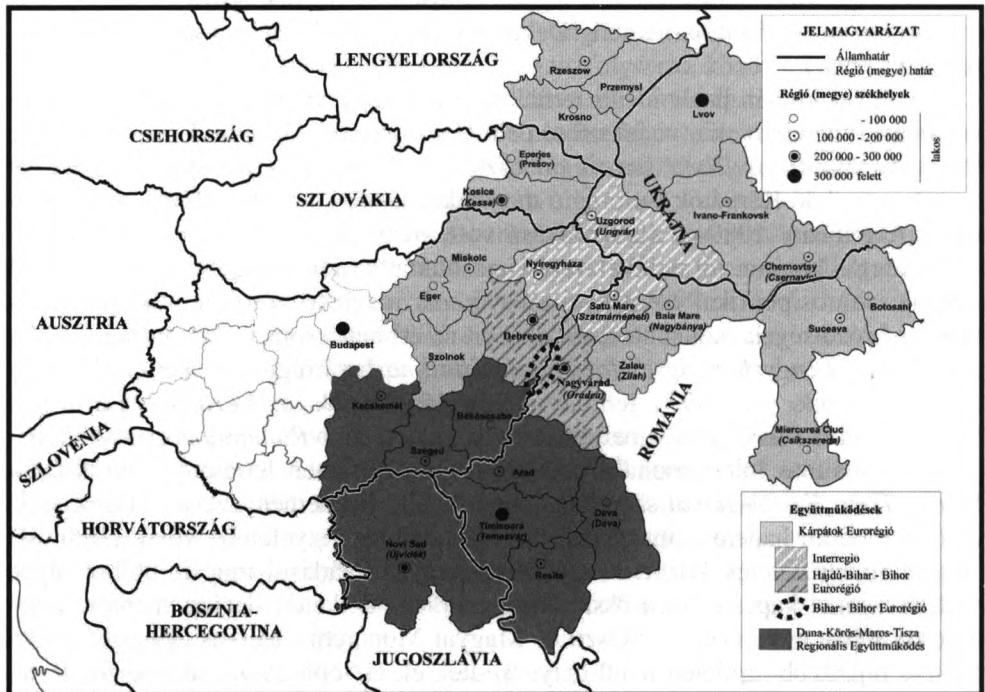 JELMAGYARÁZAT
Államhatár
Régió (megye) határ
Régió (megye) székhelyek
- 100 000
100 000 - 200 000
200 000 - 300 000
300 000 felett
lakos
LENGYELORSZÁG
CSEHORSZÁG
SZLOVÁKIA
UKRAJNA
AUSZTRIA
SZLOVÉNIA
HORVÁTORSZÁG
BOSZNIA
HERCEGOVINA
JUGOSZLÁVIA
ROMÁNIA
Rzeszow
Przemysl
Krosno
Lvov
Eperjes
(Prešov)
Kosice
(Kassa)
Uzgorod
(Ungvár)
Ivano-Frankovsk
Chernovtsy
(Csernavic)
Botosani
Suceava
Miskolc
Nyíregyháza
Eger
Satu Mare
(Szatmárnémeti)
Baia Mare
(Nagybánya)
Debrecen
Budapest
Szolnok
Zalau
(Zilah)
Nagyvárad
(Oradea)
Kecskemét
Békéscsaba
Miercurea Ciuc
(Csíkszereda)
Szeged
Arad
Timisoara
(Temesvár)
Deva
(Déva)
Novi Sad
(Újvidék)
Resita
Együttműködések
Kárpátok Eurorégió
Interregio
Hajdú-Bihar - Bihor
Eurorégió
Bihar - Bihor Eurorégió
Duna-Körös-Maros-Tisza
Regionális Együttműködés